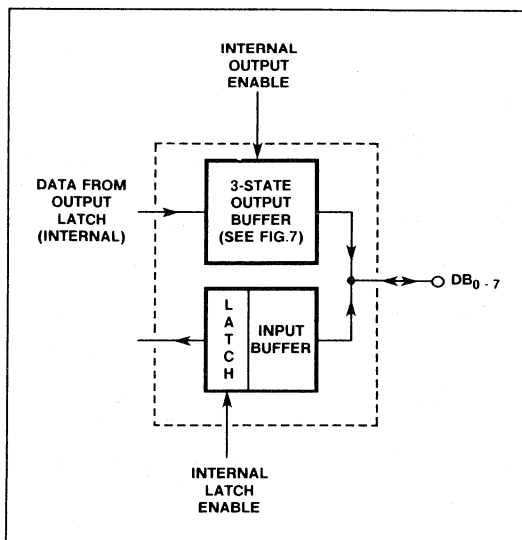 INTERNAL
OUTPUT
ENABLE
DATA FROM
OUTPUT
LATCH
(INTERNAL)
3-STATE
OUTPUT
BUFFER
(SEE FIG.7)
DB0 - 7
LATCH
INPUT
BUFFER
INTERNAL
LATCH
ENABLE